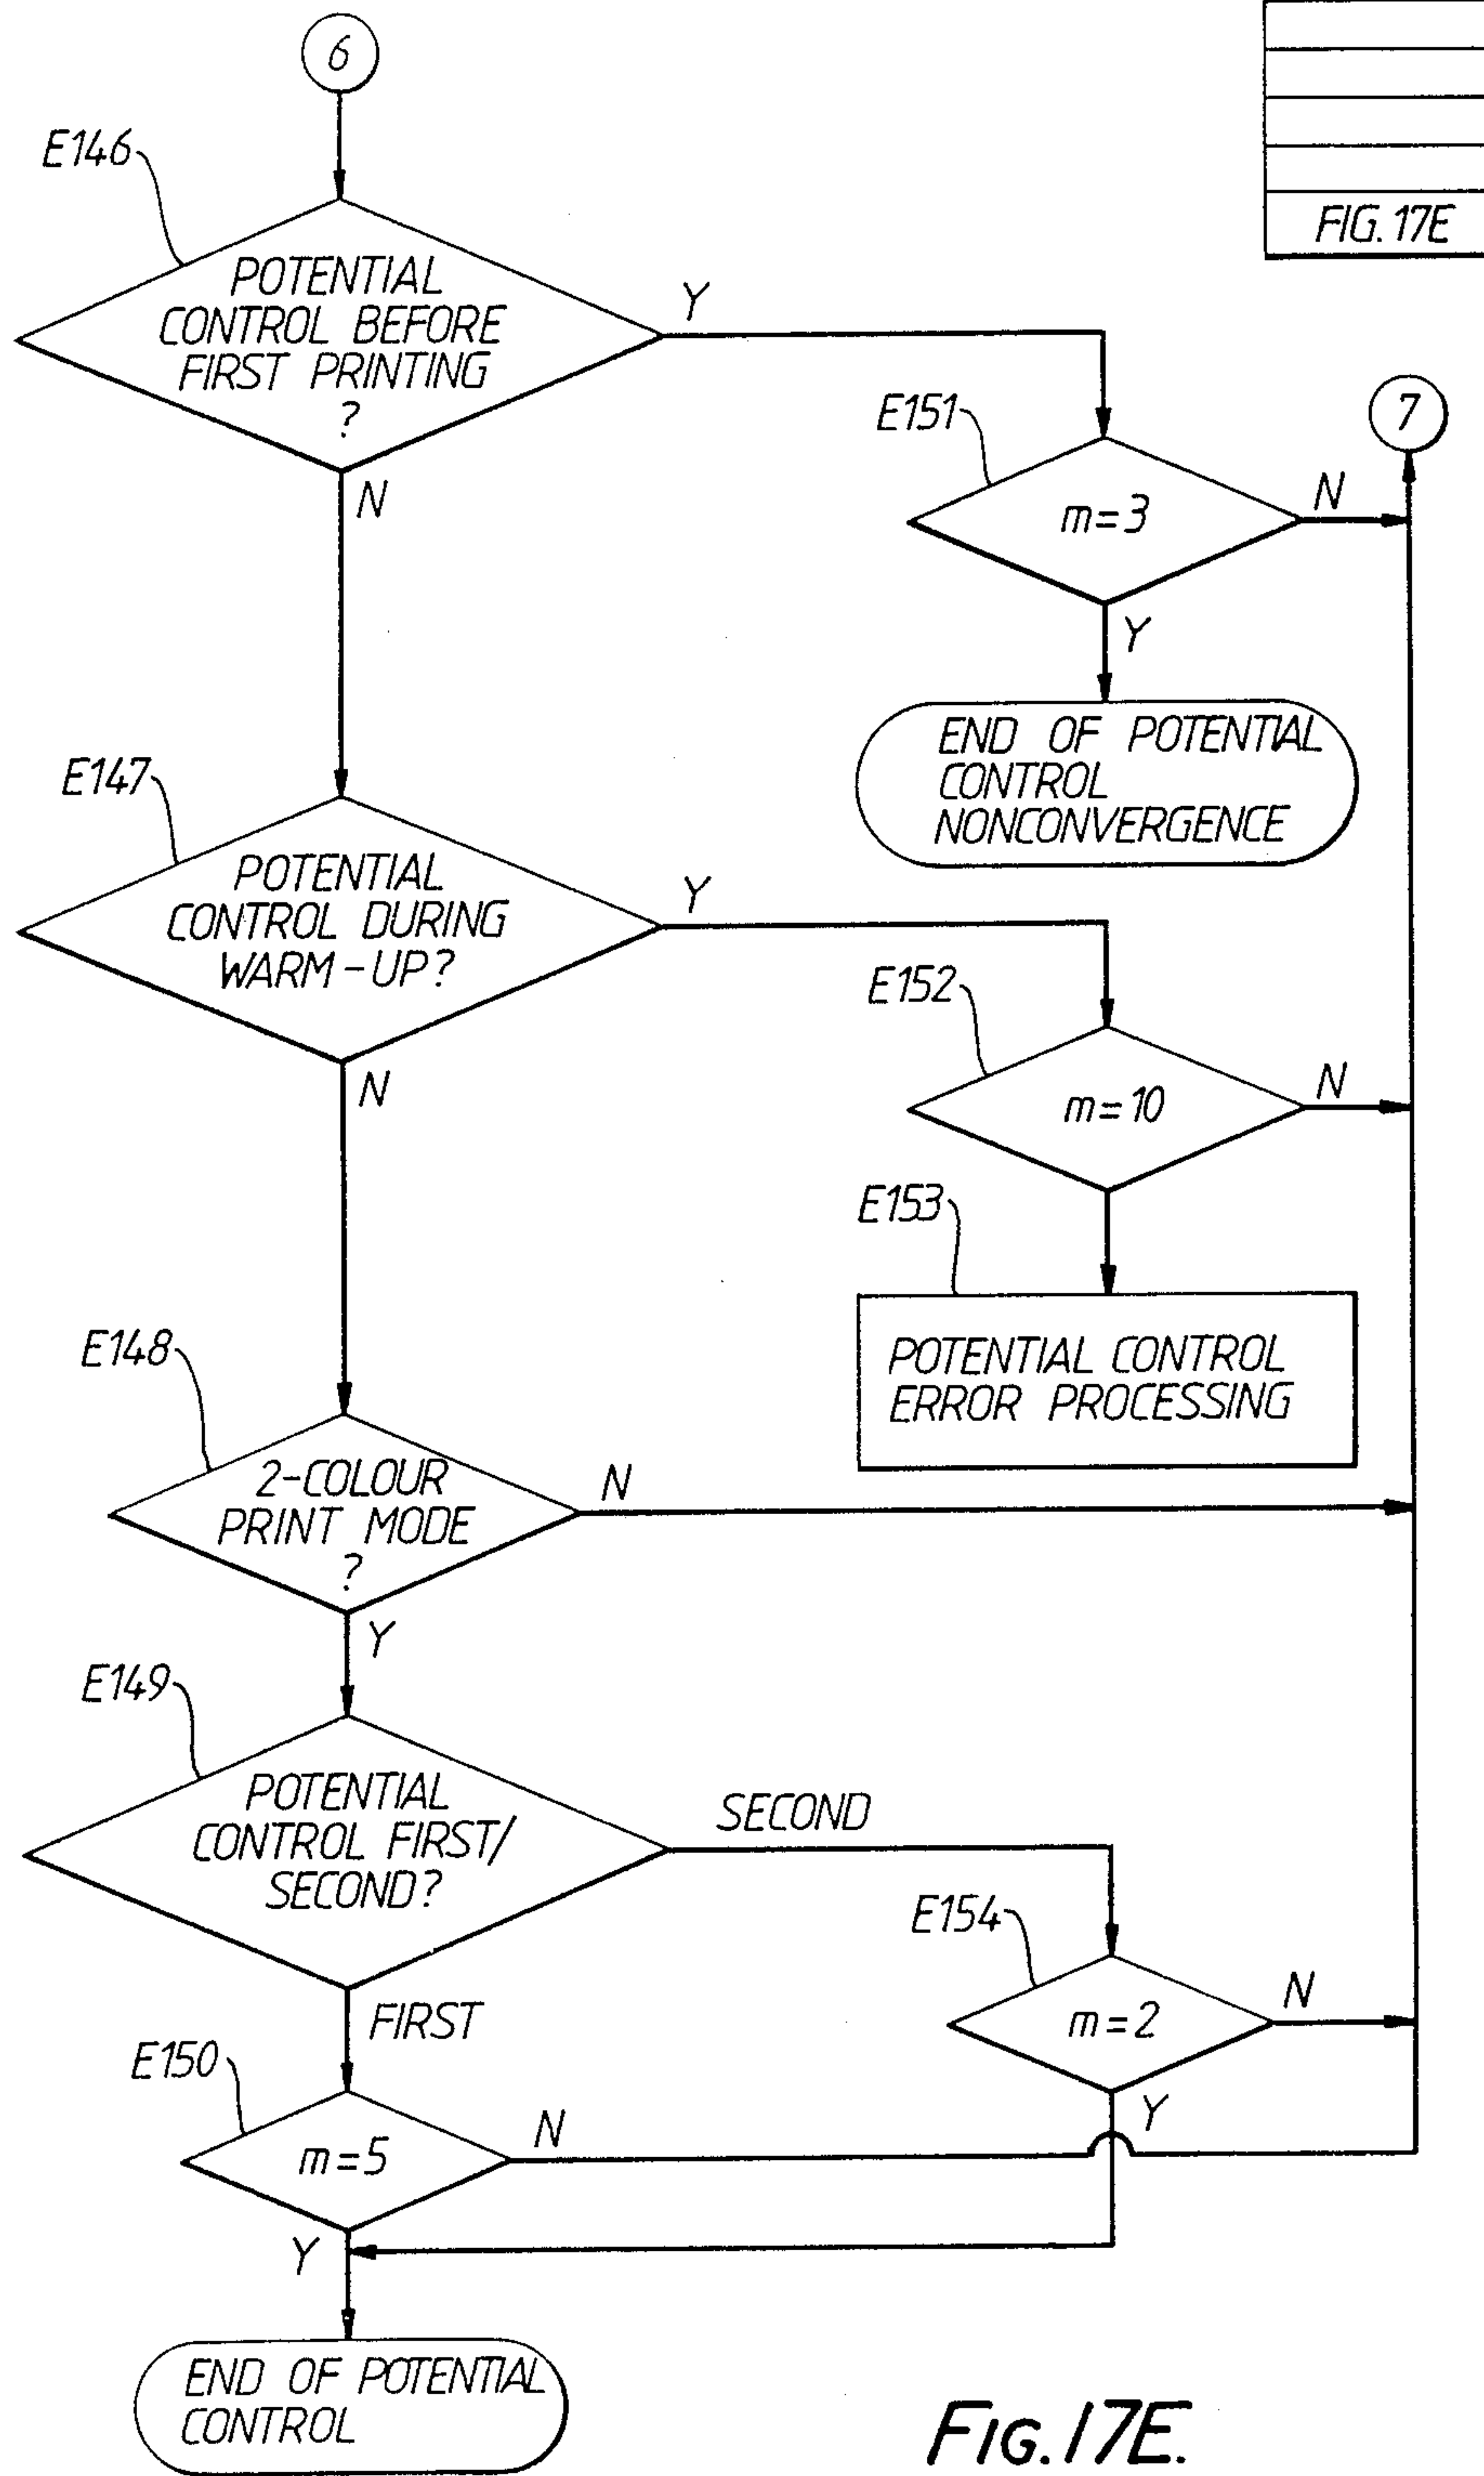 6
FIG. 17E
E146
POTENTIAL
CONTROL BEFORE
FIRST PRINTING
?
Y
N
E151
m=3
N
Y
7
END OF POTENTIAL
CONTROL
NONCONVERGENCE
E147
POTENTIAL
CONTROL DURING
WARM-UP?
Y
N
E152
m=10
N
E153
POTENTIAL CONTROL
ERROR PROCESSING
E148
2-COLOUR
PRINT MODE
?
N
Y
E149
POTENTIAL
CONTROL FIRST/
SECOND?
SECOND
FIRST
E154
m=2
N
Y
E150
m=5
N
Y
END OF POTENTIAL
CONTROL
FIG. 17E.